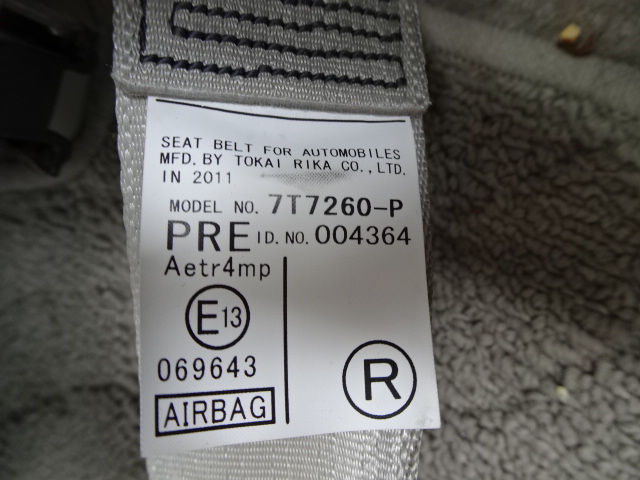 SEAT BELT FOR AUTOMOBILES
MFD. BY TOKAI RIKA CO., LTD.
IN 2011
MODEL NO. 7T7260-P
PRE I D. NO. 004364
Aetr4mp
E13
069643
AIRBAG
R